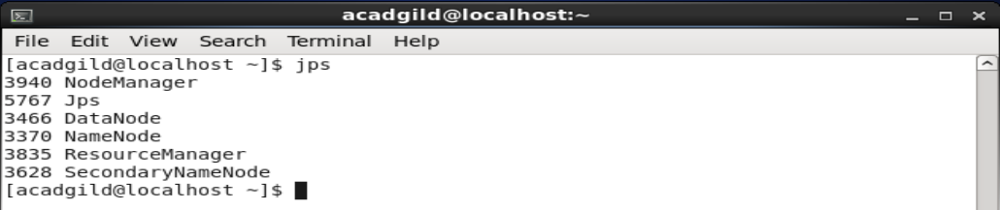 acadgild@localhost:~
File Edit View Search Terminal Help
[acadgild@localhost ~]$ jps
3940 NodeManager
5767 Jps
3466 DataNode
3370 NameNode
3835 ResourceManager
3628 SecondaryNameNode
[acadgild@localhost ~]$